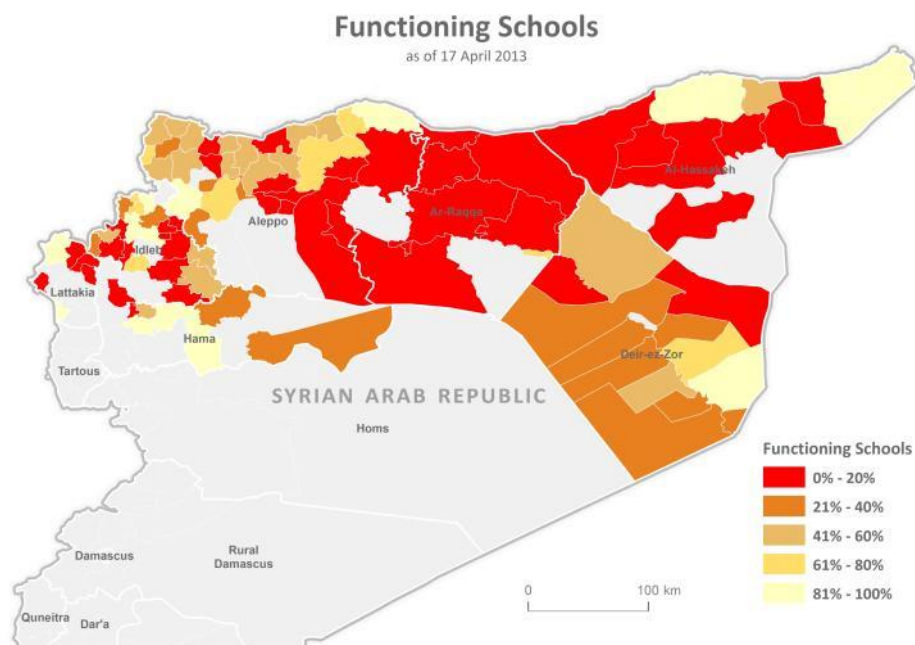 Functioning Schools
as of 17 April 2013
Al-Hassakeh
Ar-Raqqa
Aleppo
Idleb
Lattakia
Hama
Deir-ez-Zor
Tartous
SYRIAN ARAB REPUBLIC
Homs
Functioning Schools
0% - 20%
21% - 40%
41% - 60%
61% - 80%
81% - 100%
Damascus
Rural
Damascus
0
100 km
Quneitra
Dar'a